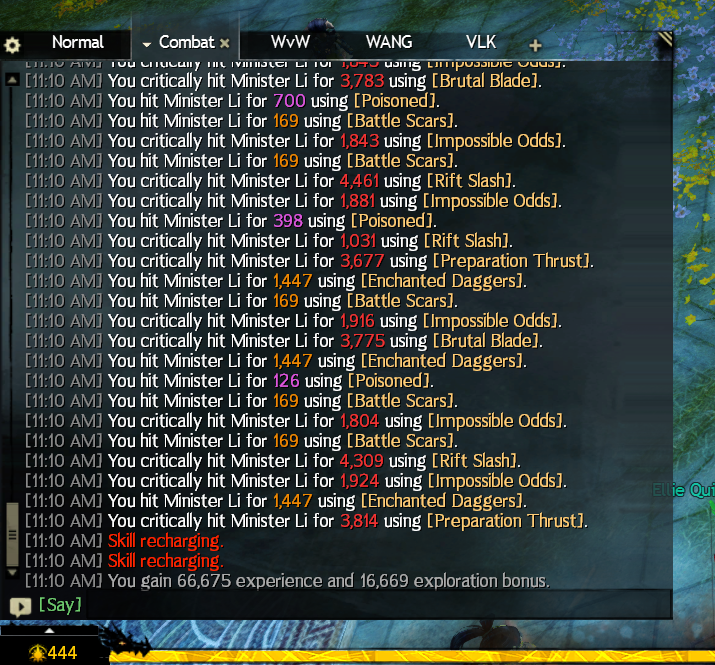 Normal
Combat
WvW
WANG
VLK
[11:10 AM] You critically hit Minister Li for 1,845 using [Impossible Odds].
[11:10 AM] You critically hit Minister Li for 3,783 using [Brutal Blade].
[11:10 AM] You hit Minister Li for 700 using [Poisoned].
[11:10 AM] You hit Minister Li for 169 using [Battle Scars].
[11:10 AM] You critically hit Minister Li for 1,843 using [Impossible Odds].
[11:10 AM] You hit Minister Li for 169 using [Battle Scars].
[11:10 AM] You critically hit Minister Li for 4,461 using [Rift Slash].
[11:10 AM] You critically hit Minister Li for 1,881 using [Impossible Odds].
[11:10 AM] You hit Minister Li for 398 using [Poisoned].
[11:10 AM] You critically hit Minister Li for 1,031 using [Rift Slash].
[11:10 AM] You critically hit Minister Li for 3,677 using [Preparation Thrust].
[11:10 AM] You hit Minister Li for 1,447 using [Enchanted Daggers].
[11:10 AM] You hit Minister Li for 169 using [Battle Scars].
[11:10 AM] You critically hit Minister Li for 1,916 using [Impossible Odds].
[11:10 AM] You critically hit Minister Li for 3,775 using [Brutal Blade].
[11:10 AM] You hit Minister Li for 1,447 using [Enchanted Daggers].
[11:10 AM] You hit Minister Li for 126 using [Poisoned].
[11:10 AM] You hit Minister Li for 169 using [Battle Scars].
[11:10 AM] You critically hit Minister Li for 1,804 using [Impossible Odds].
[11:10 AM] You hit Minister Li for 169 using [Battle Scars].
[11:10 AM] You critically hit Minister Li for 4,309 using [Rift Slash].
[11:10 AM] You critically hit Minister Li for 1,924 using [Impossible Odds].
[11:10 AM] You hit Minister Li for 1,447 using [Enchanted Daggers].
[11:10 AM] You critically hit Minister Li for 3,814 using [Preparation Thrust].
[11:10 AM] Skill recharging.
[11:10 AM] Skill recharging.
[11:10 AM] You gain 66,675 experience and 16,669 exploration bonus.
Ellie Qui
[Say]
444